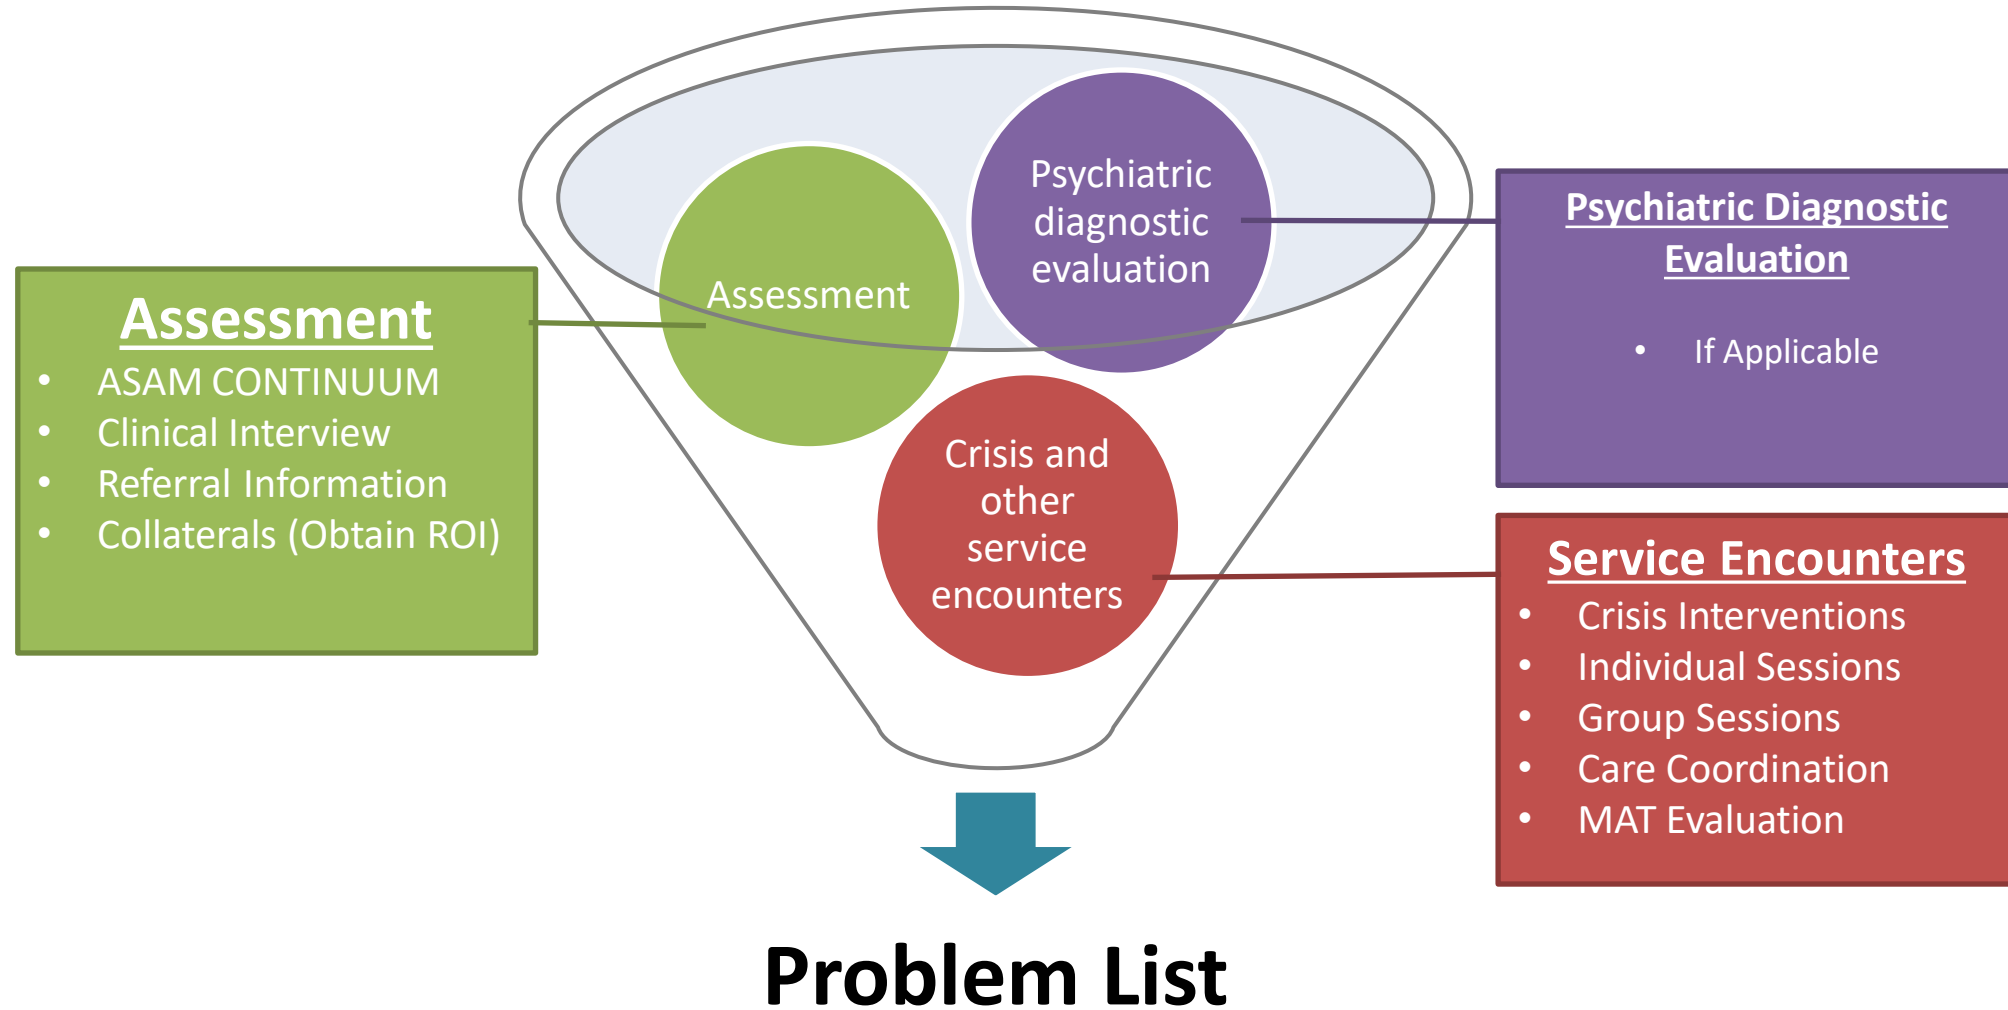 Psychiatric
diagnostic
evaluation
Assessment
Crisis and
other
service
encounters
Assessment
• ASAM CONTINUUM
• Clinical Interview
• Referral Information
• Collaterals (Obtain ROI)
Psychiatric Diagnostic
Evaluation
• If Applicable
Service Encounters
• Crisis Interventions
• Individual Sessions
• Group Sessions
• Care Coordination
• MAT Evaluation
Problem List